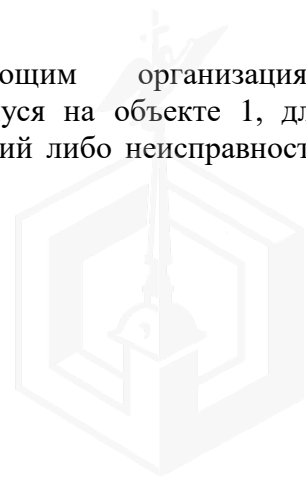 ющим организация
уся на объекте 1, дл
ий либо неисправност